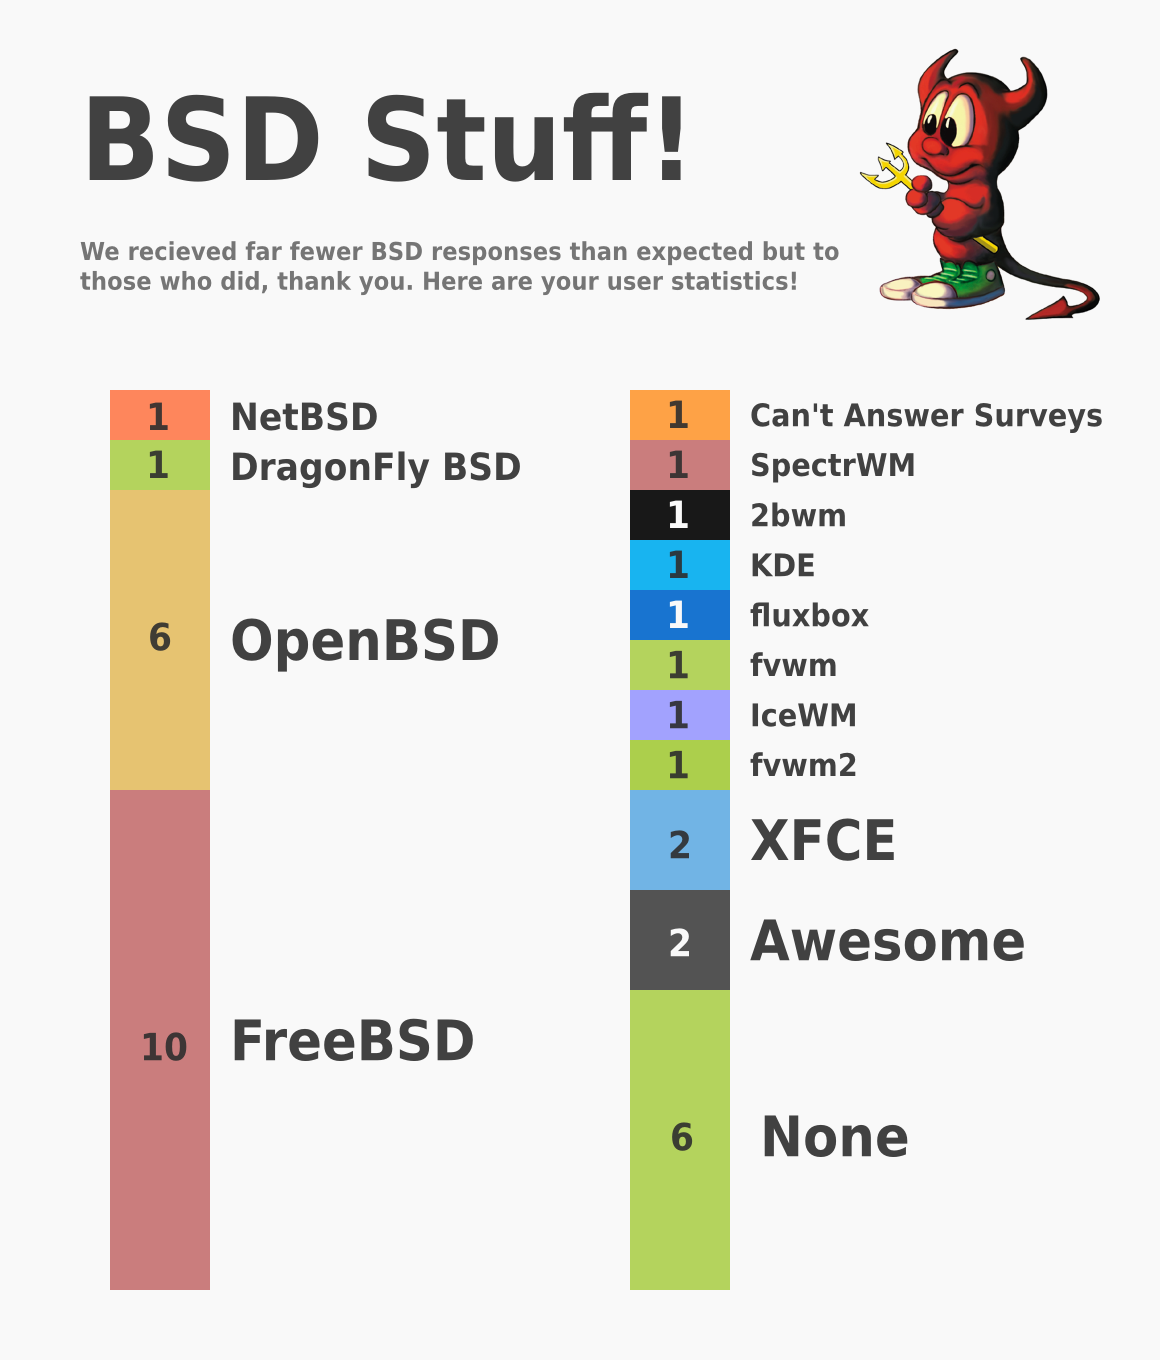 BSD Stuff!
We recieved far fewer BSD responses than expected but to
those who did, thank you. Here are your user statistics!
1 NetBSD
1 DragonFly BSD
6 OpenBSD
10 FreeBSD
1 Can't Answer Surveys
1 SpectrWM
1 2bwm
1 KDE
1 fluxbox
1 fvwm
1 IceWM
1 fvwm2
2 XFCE
2 Awesome
6 None